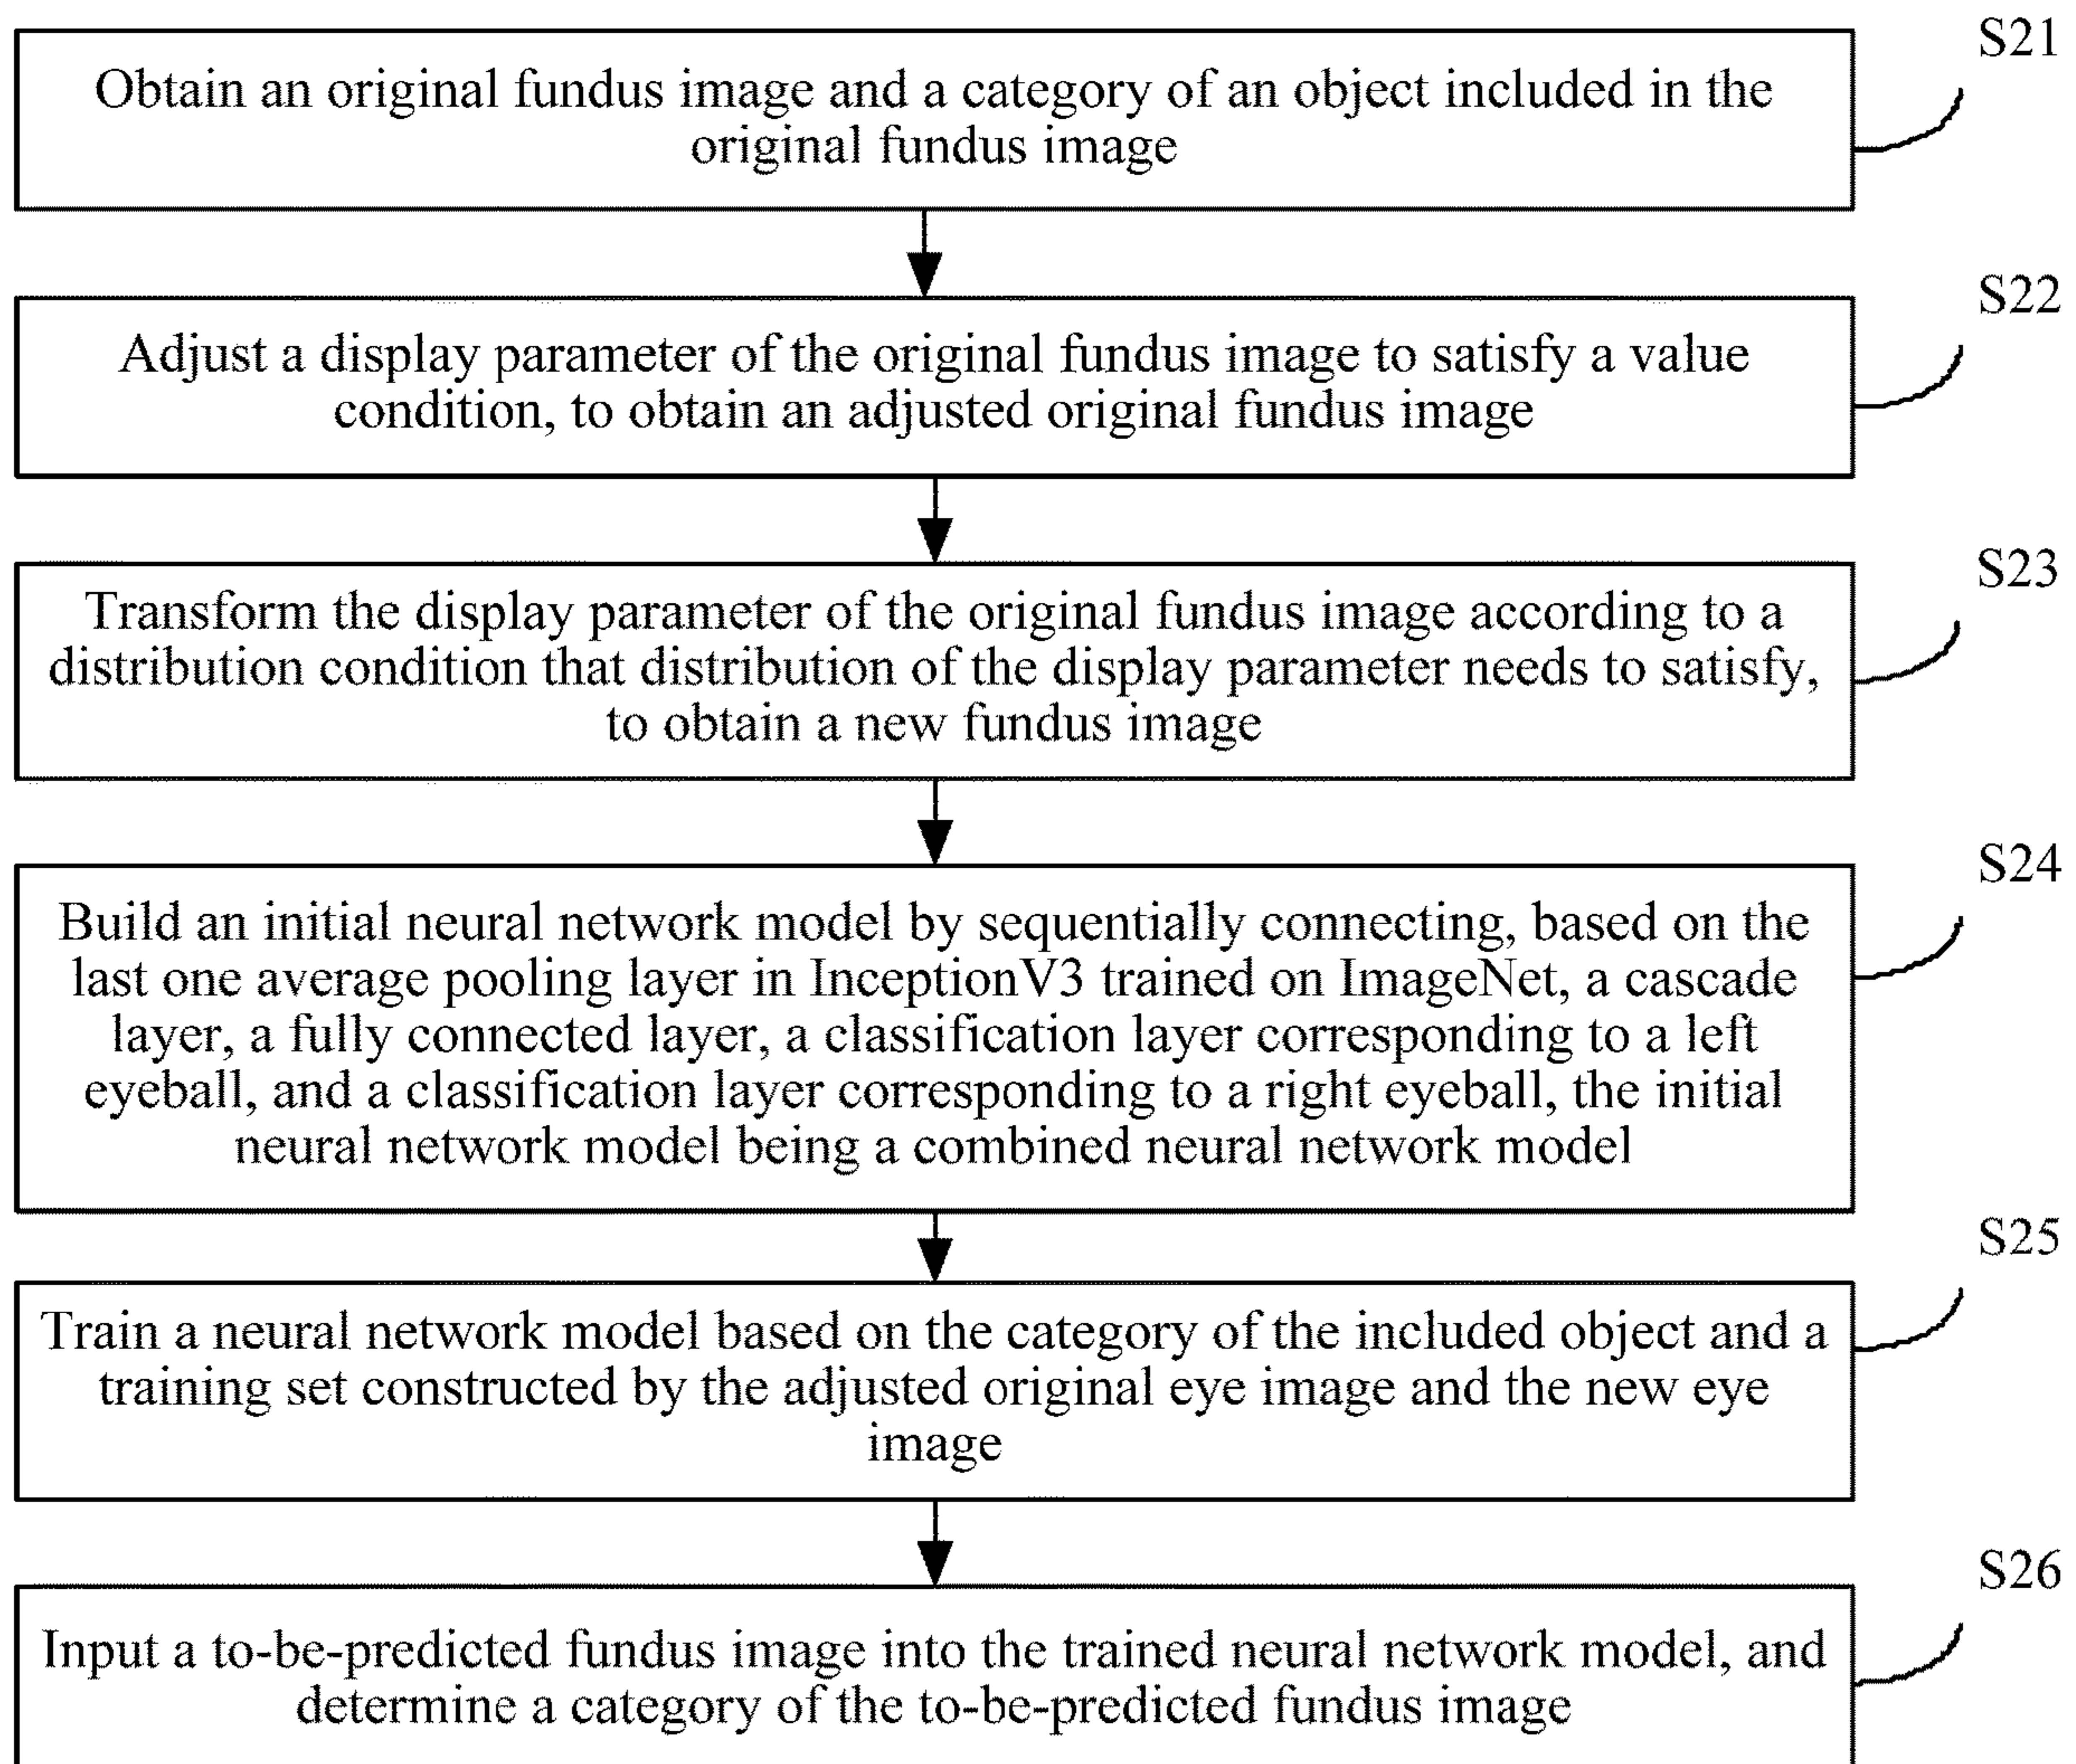 S21
Obtain an original fundus image and a category of an object included in the
original fundus image
S22
Adjust a display parameter of the original fundus image to satisfy a value
condition, to obtain an adjusted original fundus image
S23
Transform the display parameter of the original fundus image according to a
distribution condition that distribution of the display parameter needs to satisfy,
to obtain a new fundus image
S24
Build an initial neural network model by sequentially connecting, based on the
last one average pooling layer in InceptionV3 trained on ImageNet, a cascade
layer, a fully connected layer, a classification layer corresponding to a left
eyeball, and a classification layer corresponding to a right eyeball, the initial
neural network model being a combined neural network model
S25
Train a neural network model based on the category of the included object and a
training set constructed by the adjusted original eye image and the new eye
image
S26
Input a to-be-predicted fundus image into the trained neural network model, and
determine a category of the to-be-predicted fundus image